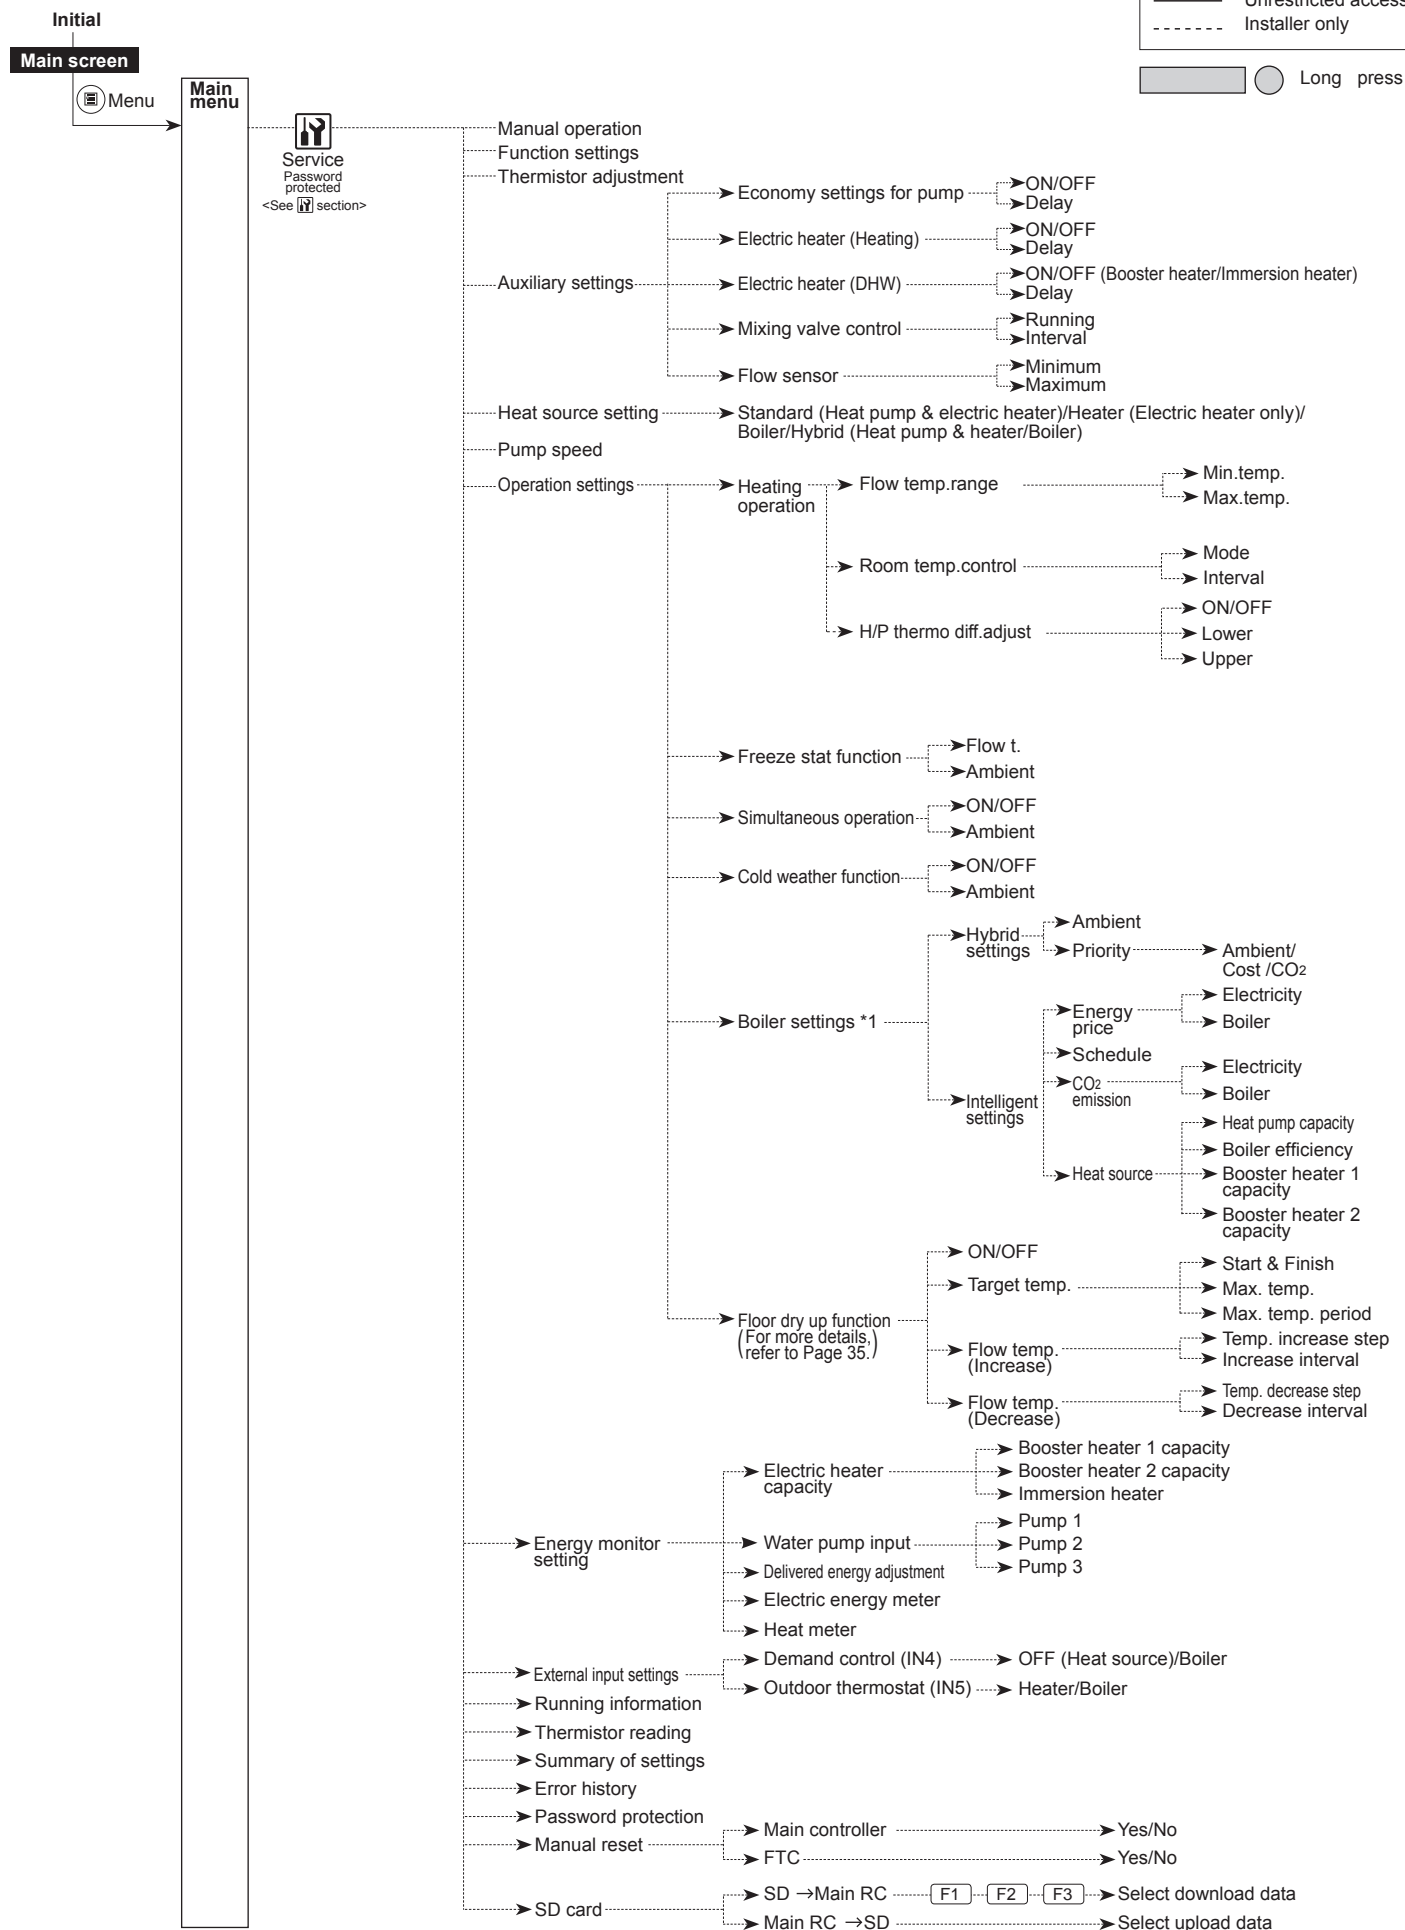 Unrestricted access
Installer only
Long press
Initial
Main screen
Menu
Main
menu
Service
Password
protected
<See section>
Manual operation
Function settings
Thermistor adjustment
Auxiliary settings
Economy settings for pump
ON/OFF
Delay
Electric heater (Heating)
ON/OFF
Delay
Electric heater (DHW)
ON/OFF (Booster heater/Immersion heater)
Delay
Mixing valve control
Running
Interval
Flow sensor
Minimum
Maximum
Heat source setting
Standard (Heat pump & electric heater)/Heater (Electric heater only)/
Boiler/Hybrid (Heat pump & heater/Boiler)
Pump speed
Operation settings
Heating
operation
Flow temp.range
Min.temp.
Max.temp.
Room temp.control
Mode
Interval
H/P thermo diff.adjust
ON/OFF
Lower
Upper
Freeze stat function
Flow t.
Ambient
Simultaneous operation
ON/OFF
Ambient
Cold weather function
ON/OFF
Ambient
Boiler settings *1
Hybrid
settings
Ambient
Priority
Ambient/
Cost /CO2
Intelligent
settings
Energy
price
Electricity
Boiler
Schedule
CO2
emission
Electricity
Boiler
Heat source
Heat pump capacity
Boiler efficiency
Booster heater 1
capacity
Booster heater 2
capacity
Floor dry up function
(For more details,
refer to Page 35.)
ON/OFF
Target temp.
Start & Finish
Max. temp.
Max. temp. period
Flow temp.
(Increase)
Temp. increase step
Increase interval
Flow temp.
(Decrease)
Temp. decrease step
Decrease interval
Energy monitor
setting
Electric heater
capacity
Booster heater 1 capacity
Booster heater 2 capacity
Immersion heater
Water pump input
Pump 1
Pump 2
Pump 3
Delivered energy adjustment
Electric energy meter
Heat meter
External input settings
Demand control (IN4)
OFF (Heat source)/Boiler
Outdoor thermostat (IN5)
Heater/Boiler
Running information
Thermistor reading
Summary of settings
Error history
Password protection
Manual reset
Main controller
Yes/No
FTC
Yes/No
SD card
SD →Main RC
F1
F2
F3
Select download data
Main RC →SD
Select upload data